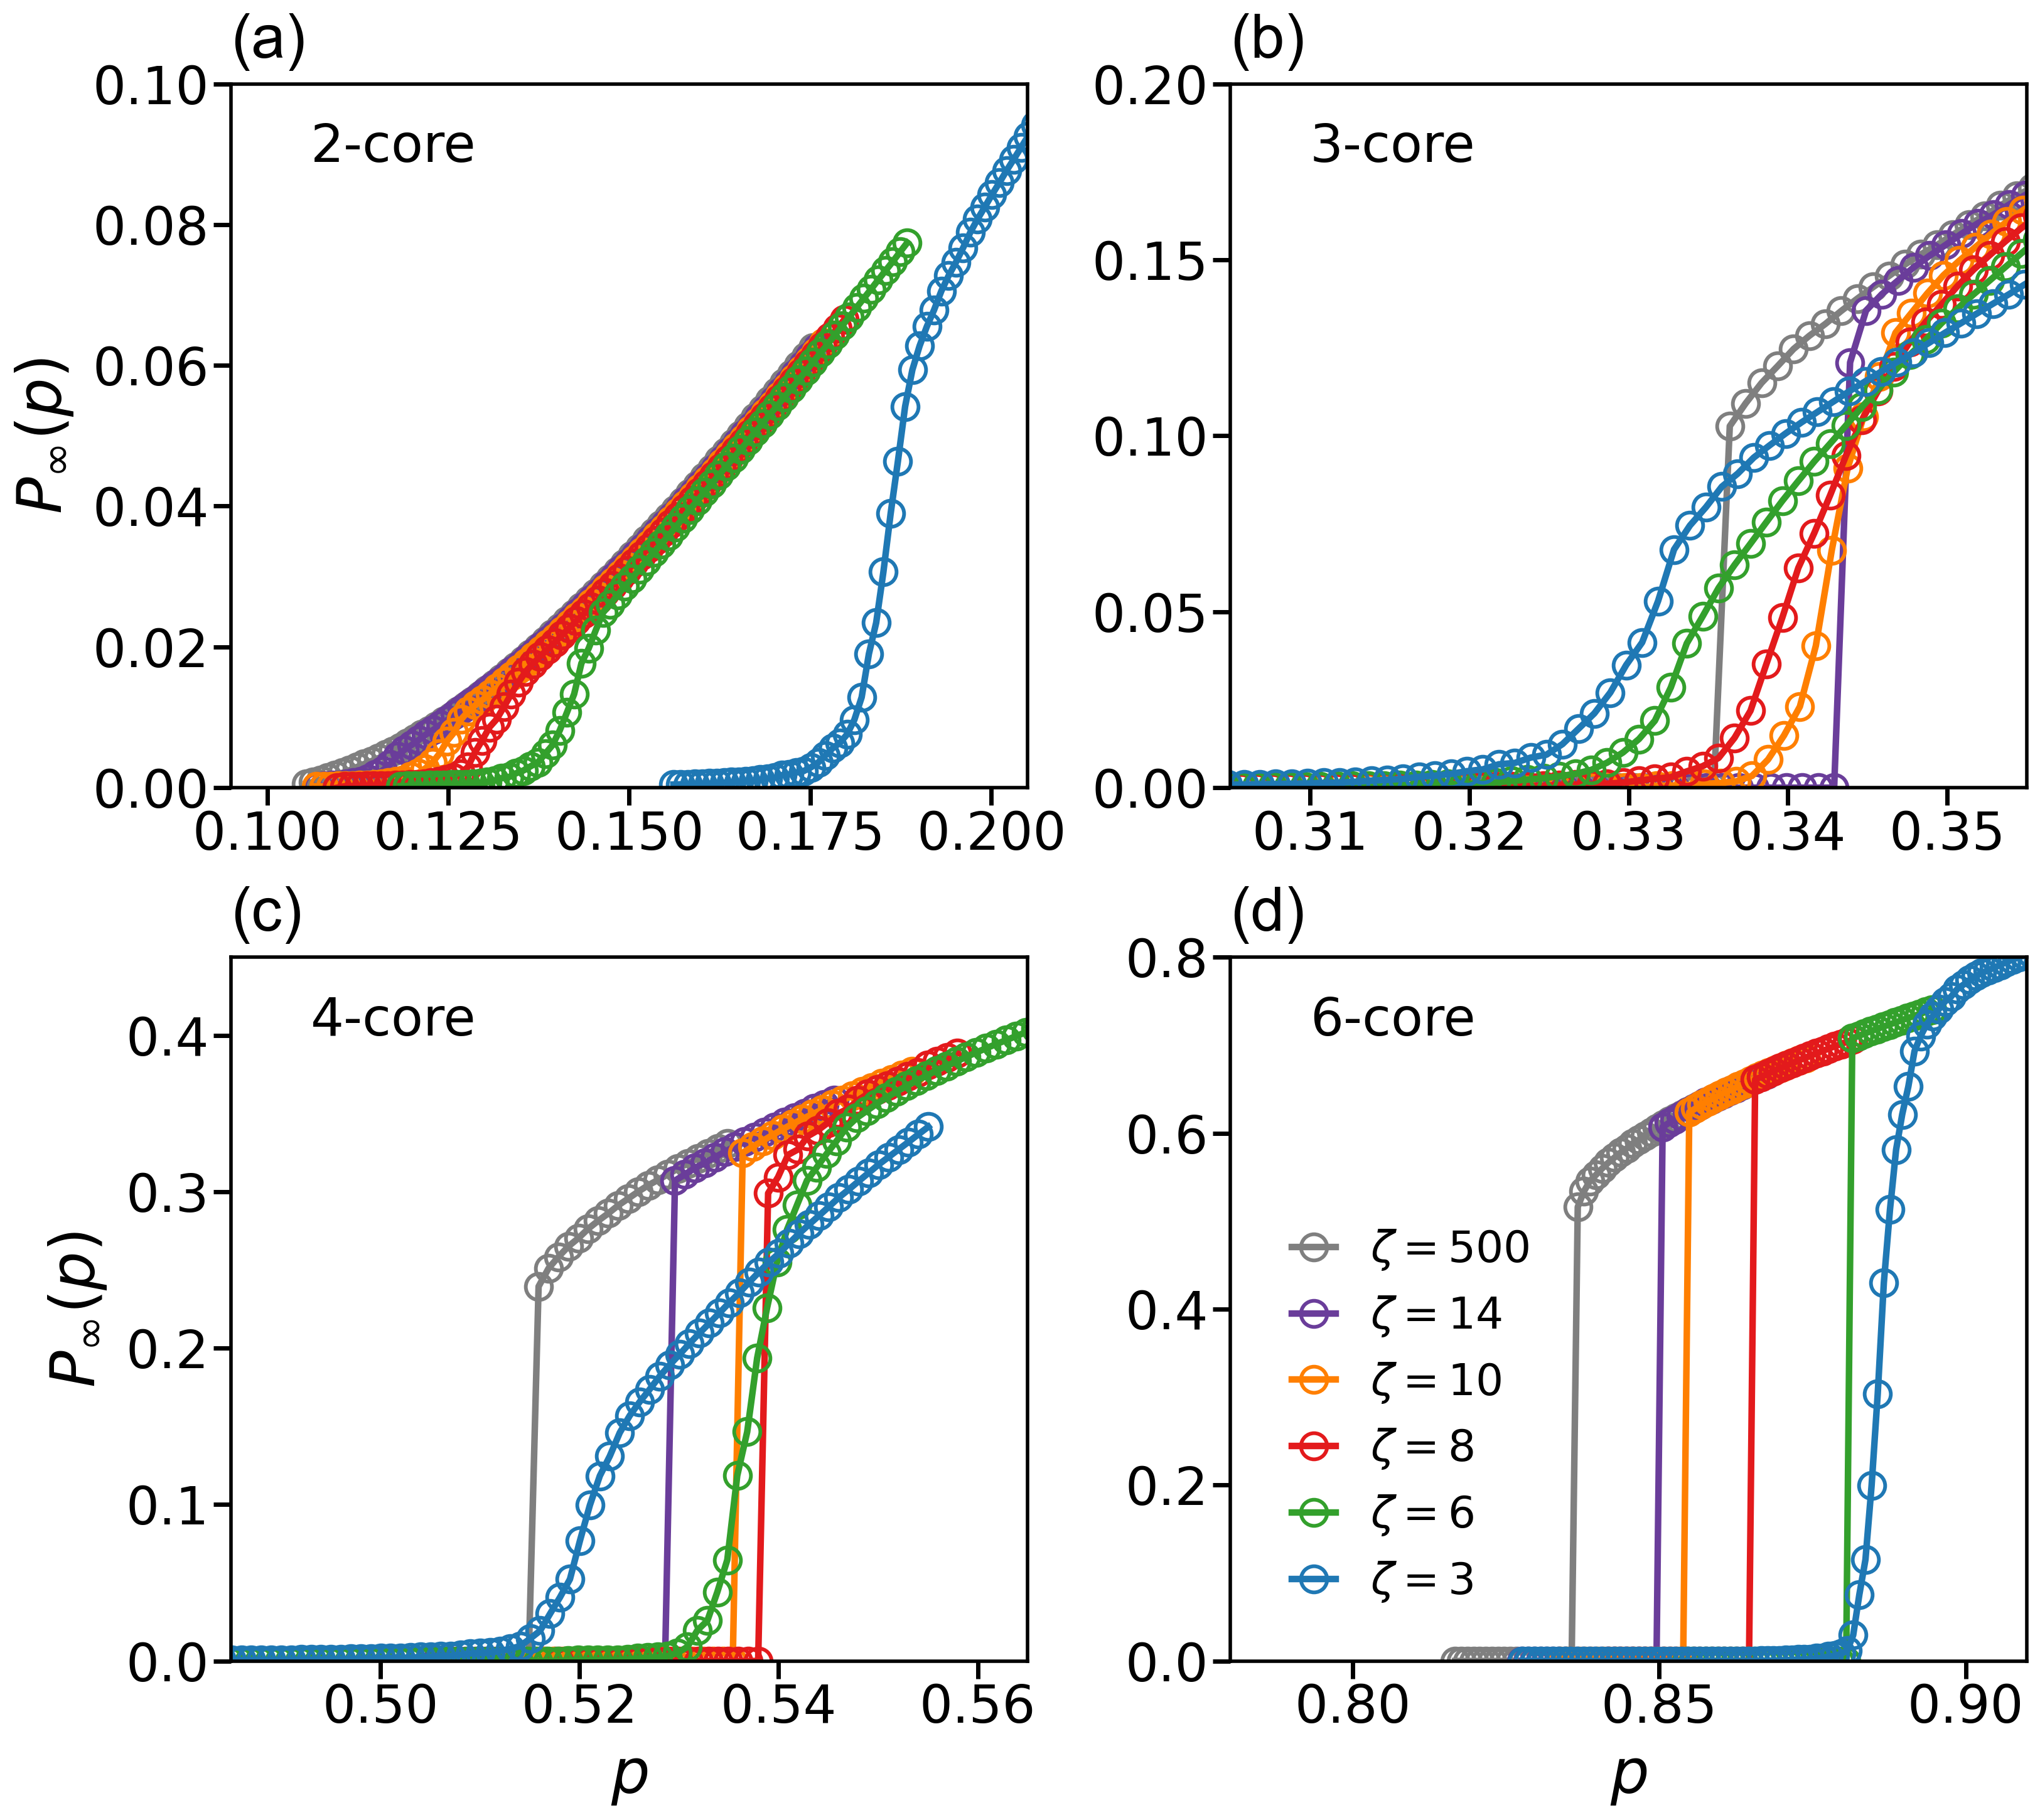 (a)
2-core
0.10
0.08
0.06
0.04
0.02
0.00
P∞(p)
0.100 0.125 0.150 0.175 0.200
(b)
3-core
0.20
0.15
0.10
0.05
0.00
0.31 0.32 0.33 0.34 0.35
(c)
4-core
0.4
0.3
0.2
0.1
0.0
P∞(p)
0.50 0.52 0.54 0.56
p
(d)
6-core
0.8
0.6
0.4
0.2
0.0
ζ = 500
ζ = 14
ζ = 10
ζ = 8
ζ = 6
ζ = 3
0.80 0.85 0.90
p